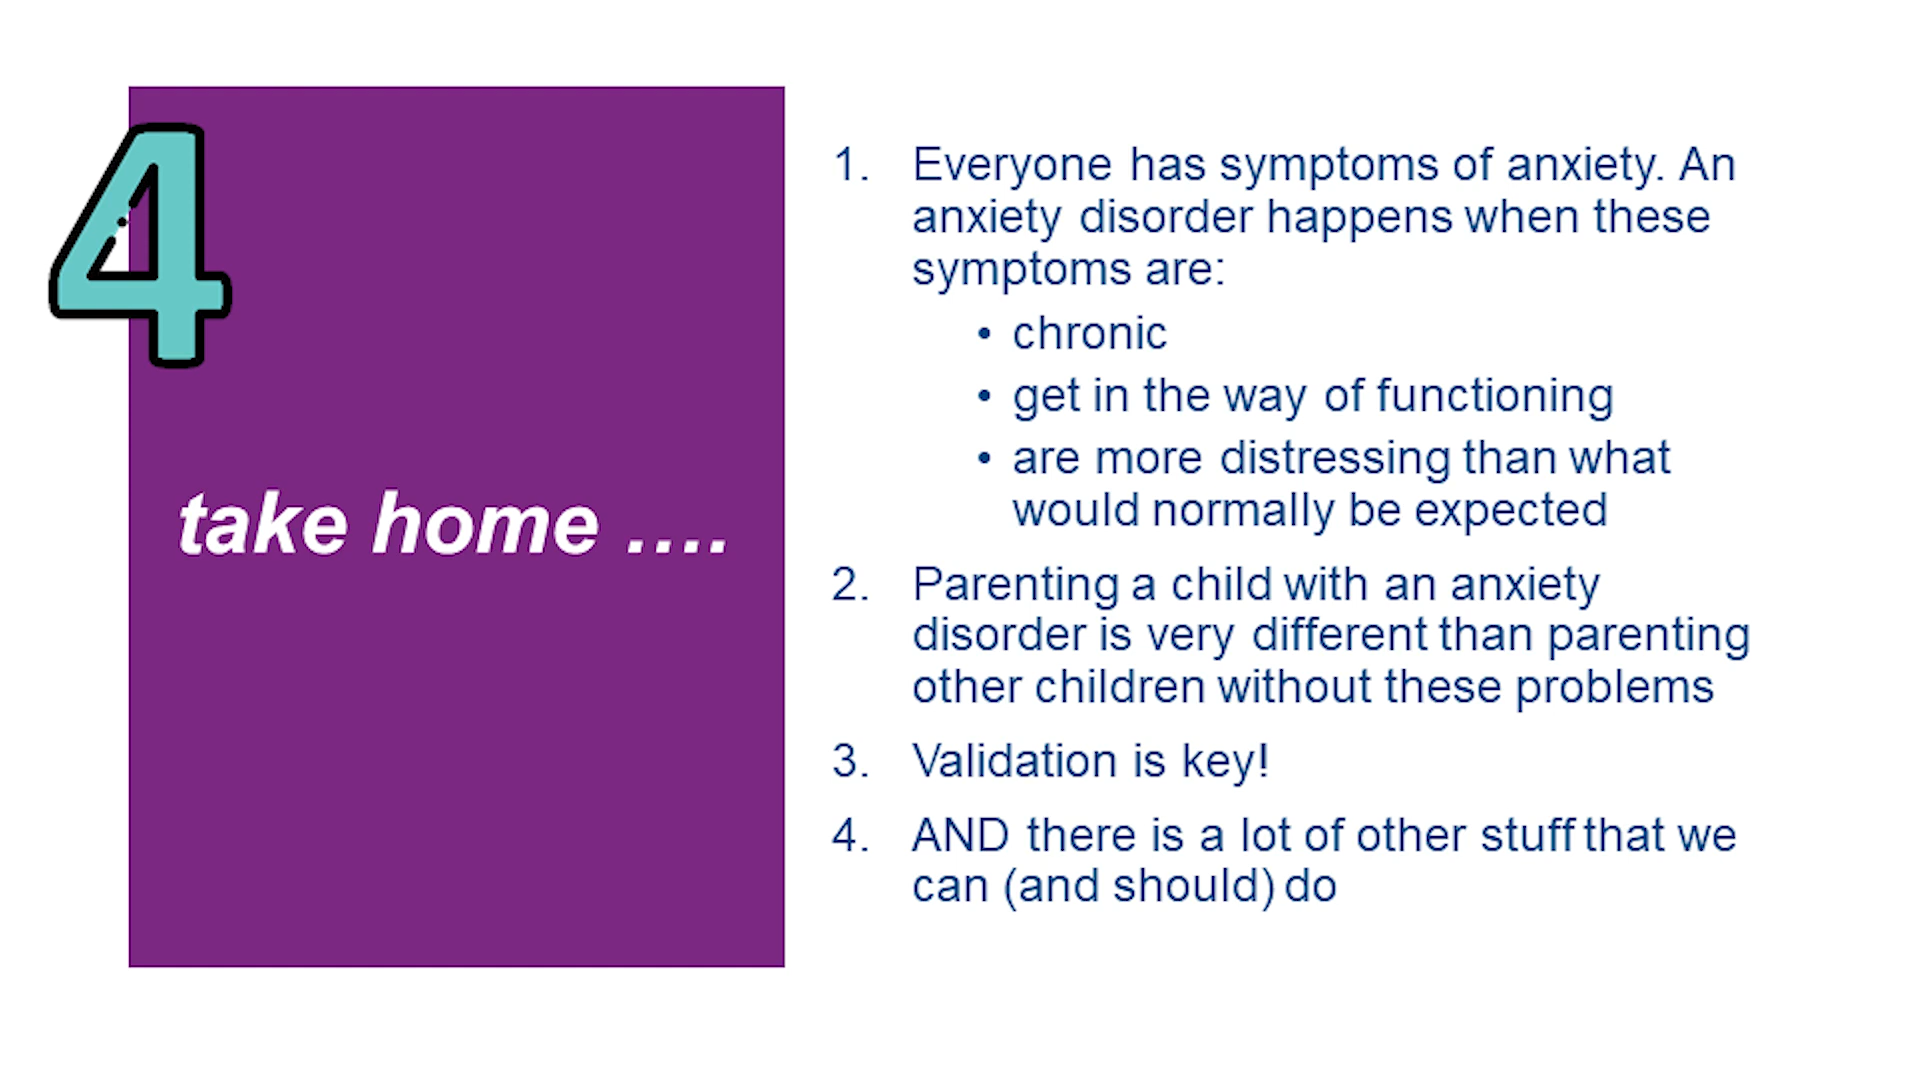 4
take home ....
1. Everyone has symptoms of anxiety. An
anxiety disorder happens when these
symptoms are:
• chronic
• get in the way of functioning
• are more distressing than what
would normally be expected
2. Parenting a child with an anxiety
disorder is very different than parenting
other children without these problems
3. Validation is key!
4. AND there is a lot of other stuff that we
can (and should) do